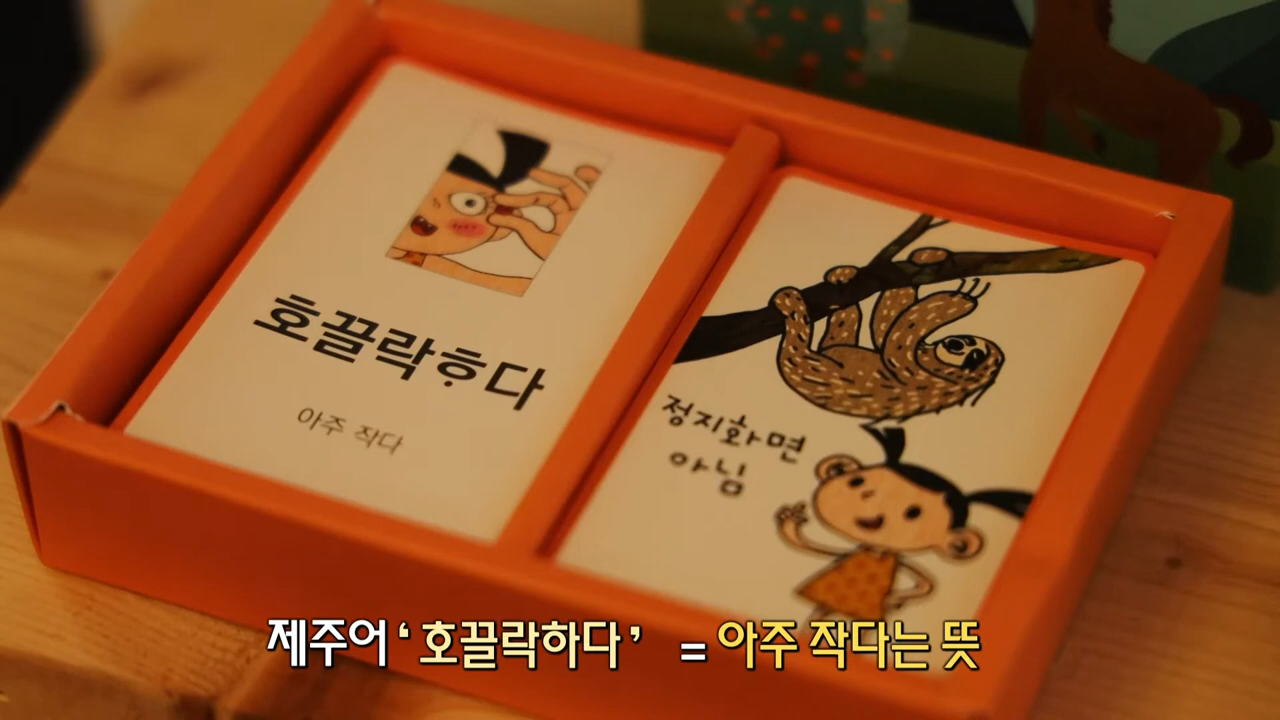 호끌락ᄒᆞ다
아주 작다
정지화면
아님
제주어 ‘호끌락하다’ = 아주 작다는 뜻